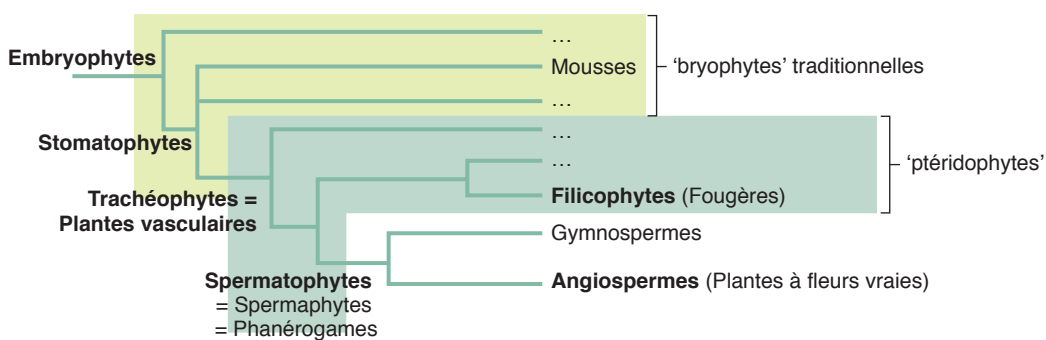 …
Embryophytes
Mousses
'bryophytes' traditionnelles
…
Stomatophytes
…
…
'ptéridophytes'
Trachéophytes =
Plantes vasculaires
Filicophytes (Fougères)
Gymnospermes
Spermatophytes
= Spermaphytes
= Phanérogames
Angiospermes (Plantes à fleurs vraies)